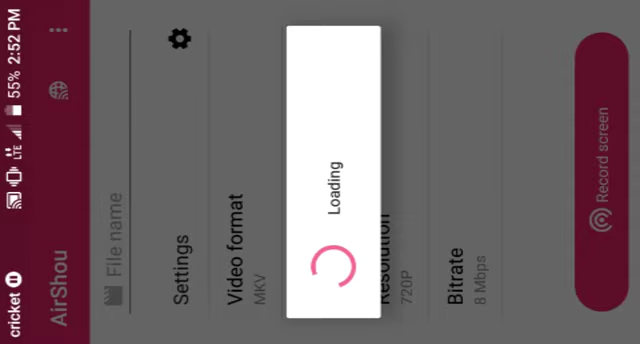 cricket LTE 55% 2:52 PM
AirShou
File name
Settings
Video format
MKV
Loading
Resolution
720P
Bitrate
8 Mbps
Record screen